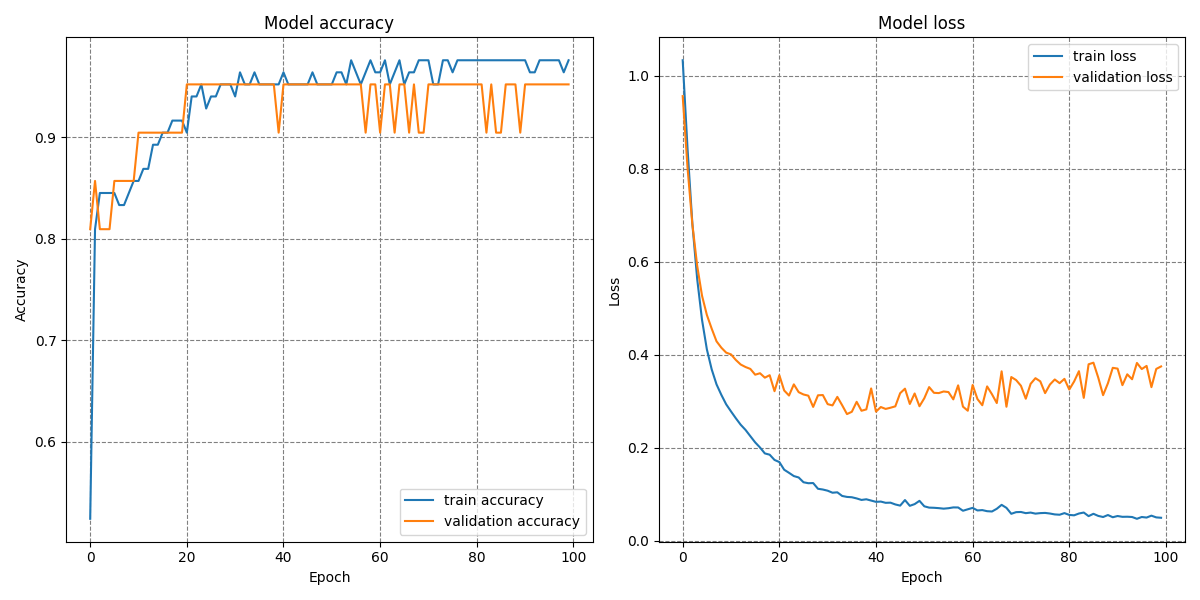 Model accuracy
Accuracy
0.9
0.8
0.7
0.6
train accuracy
validation accuracy
0 20 40 60 80 100
Epoch
Model loss
Loss
1.0
0.8
0.6
0.4
0.2
0.0
train loss
validation loss
0 20 40 60 80 100
Epoch